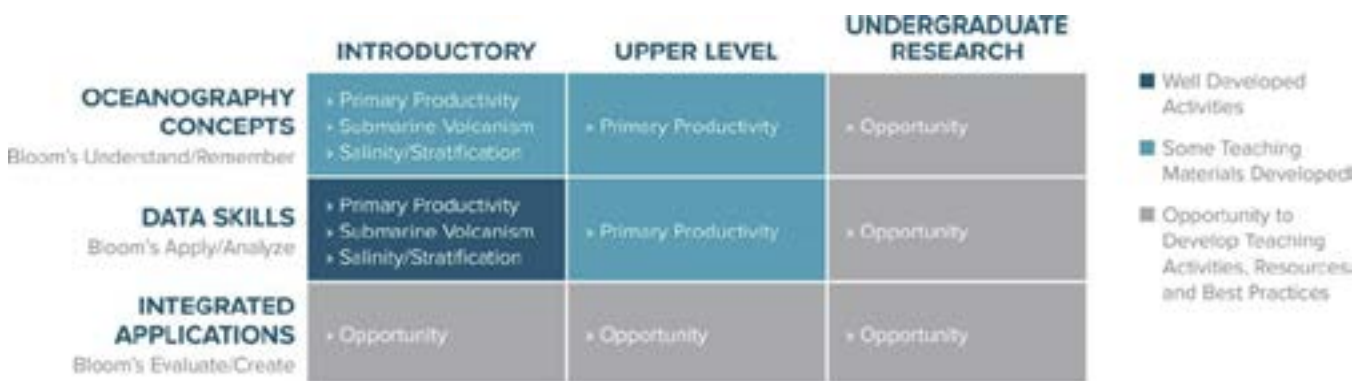 UNDERGRADUATE
INTRODUCTORY UPPER LEVEL RESEARCH
OCEANOGRAPHY
CONCEPTS
Bloom's Understand/Remember
» Primary Productivity
» Submarine Volcanism
» Salinity/Stratification
» Primary Productivity
» Opportunity
DATA SKILLS
Bloom's Apply/Analyze
» Primary Productivity
» Submarine Volcanism
» Salinity/Stratification
» Primary Productivity
» Opportunity
INTEGRATED
APPLICATIONS
Bloom's Evaluate/Create
» Opportunity
» Opportunity
» Opportunity
Well Developed
Activities
Some Teaching
Materials Developed
Opportunity to
Develop Teaching
Activities, Resources,
and Best Practices